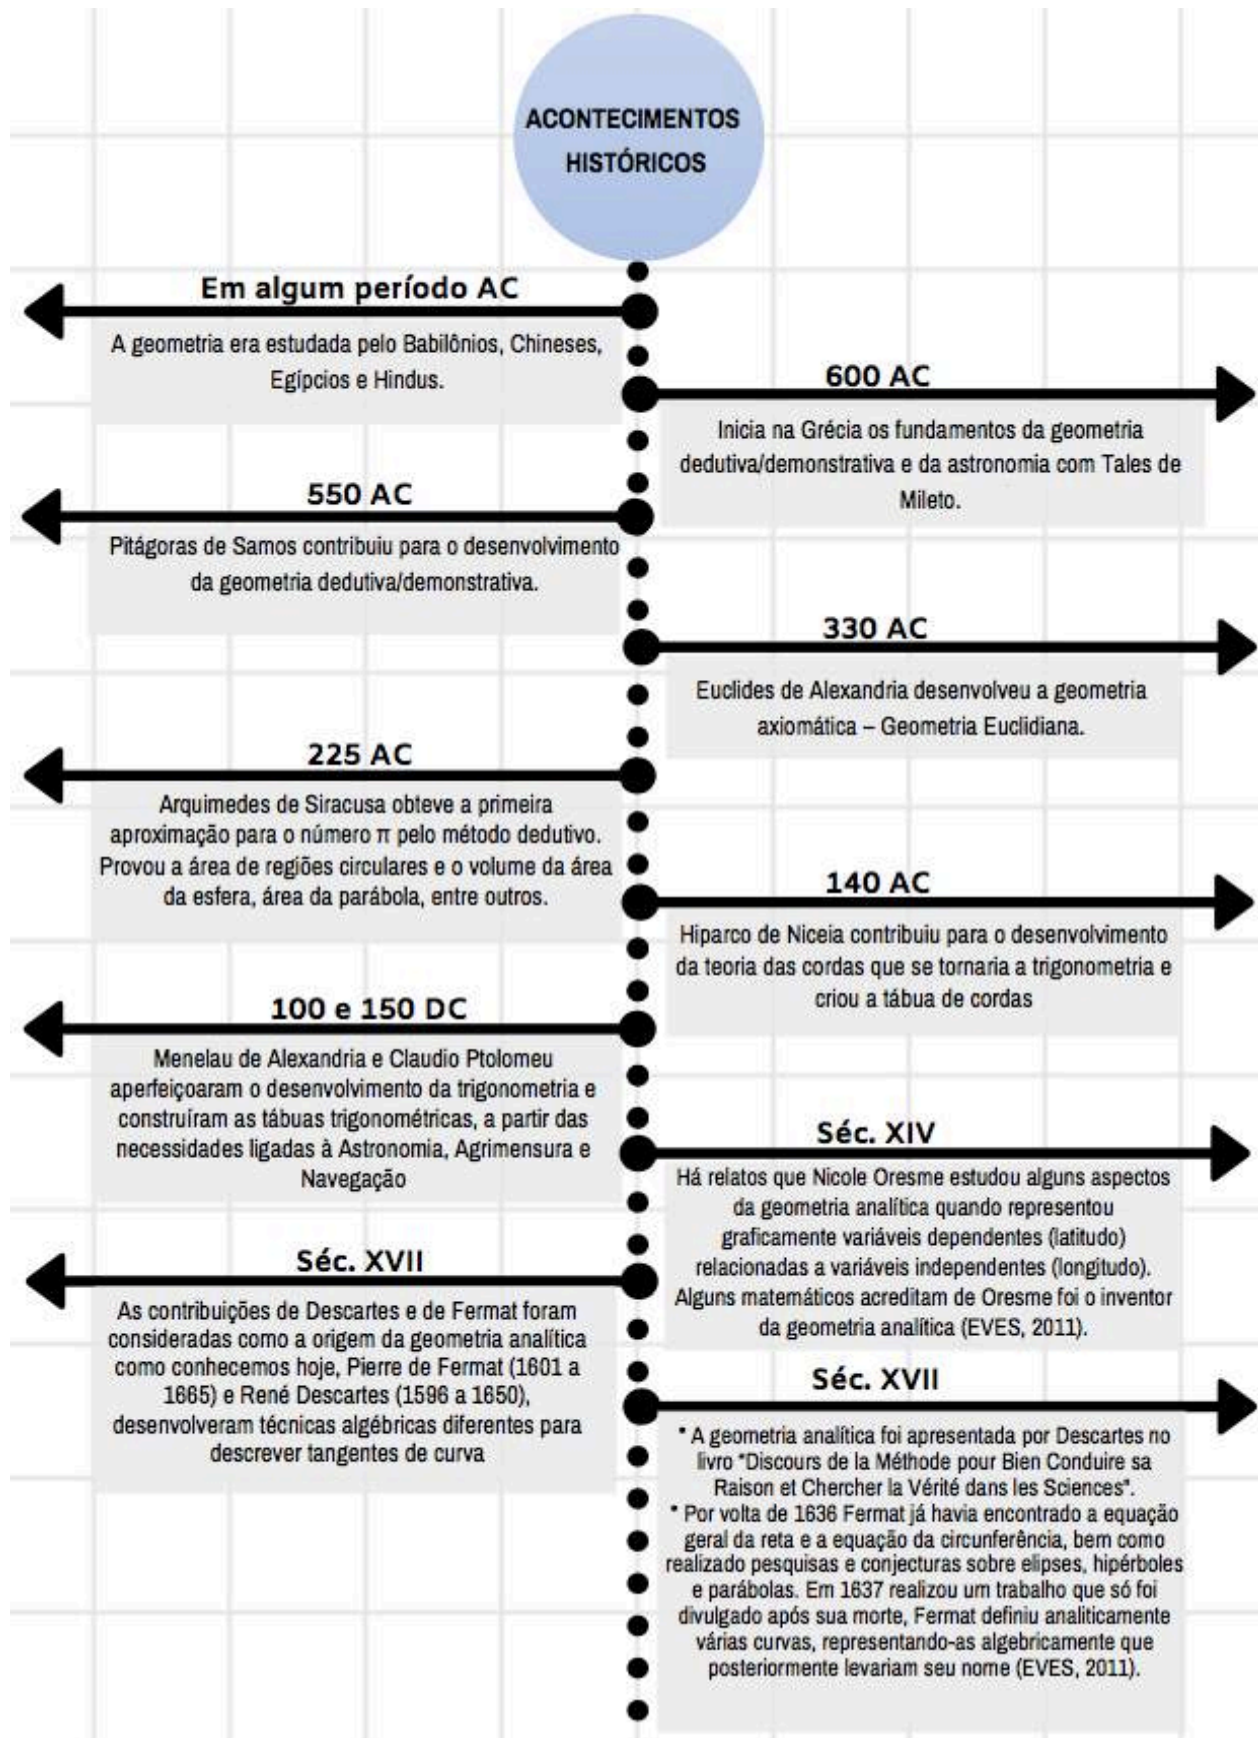 ACONTECIMENTOS
HISTÓRICOS
Em algum período AC
A geometria era estudada pelo Babilônios, Chineses,
Egípcios e Hindus.
600 AC
Inicia na Grécia os fundamentos da geometria
dedutiva/demonstrativa e da astronomia com Tales de
Mileto.
550 AC
Pitágoras de Samos contribuiu para o desenvolvimento
da geometria dedutiva/demonstrativa.
330 AC
Euclides de Alexandria desenvolveu a geometria
axiomática – Geometria Euclidiana.
225 AC
Arquimedes de Siracusa obteve a primeira
aproximação para o número π pelo método dedutivo.
Provou a área de regiões circulares e o volume da área
da esfera, área da parábola, entre outros.
140 AC
Hiparco de Niceia contribuiu para o desenvolvimento
da teoria das cordas que se tornaria a trigonometria e
criou a tábua de cordas
100 e 150 DC
Menelau de Alexandria e Claudio Ptolomeu
aperfeiçoaram o desenvolvimento da trigonometria e
construíram as tábuas trigonométricas, a partir das
necessidades ligadas à Astronomia, Agrimensura e
Navegação
Séc. XIV
Há relatos que Nicole Oresme estudou alguns aspectos
da geometria analítica quando representou
graficamente variáveis dependentes (latitudo)
relacionadas a variáveis independentes (longitudo).
Alguns matemáticos acreditam de Oresme foi o inventor
da geometria analítica (EVES, 2011).
Séc. XVII
As contribuições de Descartes e de Fermat foram
consideradas como a origem da geometria analítica
como conhecemos hoje, Pierre de Fermat (1601 a
1665) e René Descartes (1596 a 1650),
desenvolveram técnicas algébricas diferentes para
descrever tangentes de curva
Séc. XVII
* A geometria analítica foi apresentada por Descartes no
livro "Discours de la Méthode pour Bien Conduire sa
Raison et Chercher la Vérité dans les Sciences".
* Por volta de 1636 Fermat já havia encontrado a equação
geral da reta e a equação da circunferência, bem como
realizado pesquisas e conjecturas sobre elipses, hipérboles
e parábolas. Em 1637 realizou um trabalho que só foi
divulgado após sua morte, Fermat definiu analiticamente
várias curvas, representando-as algebricamente que
posteriormente levariam seu nome (EVES, 2011).